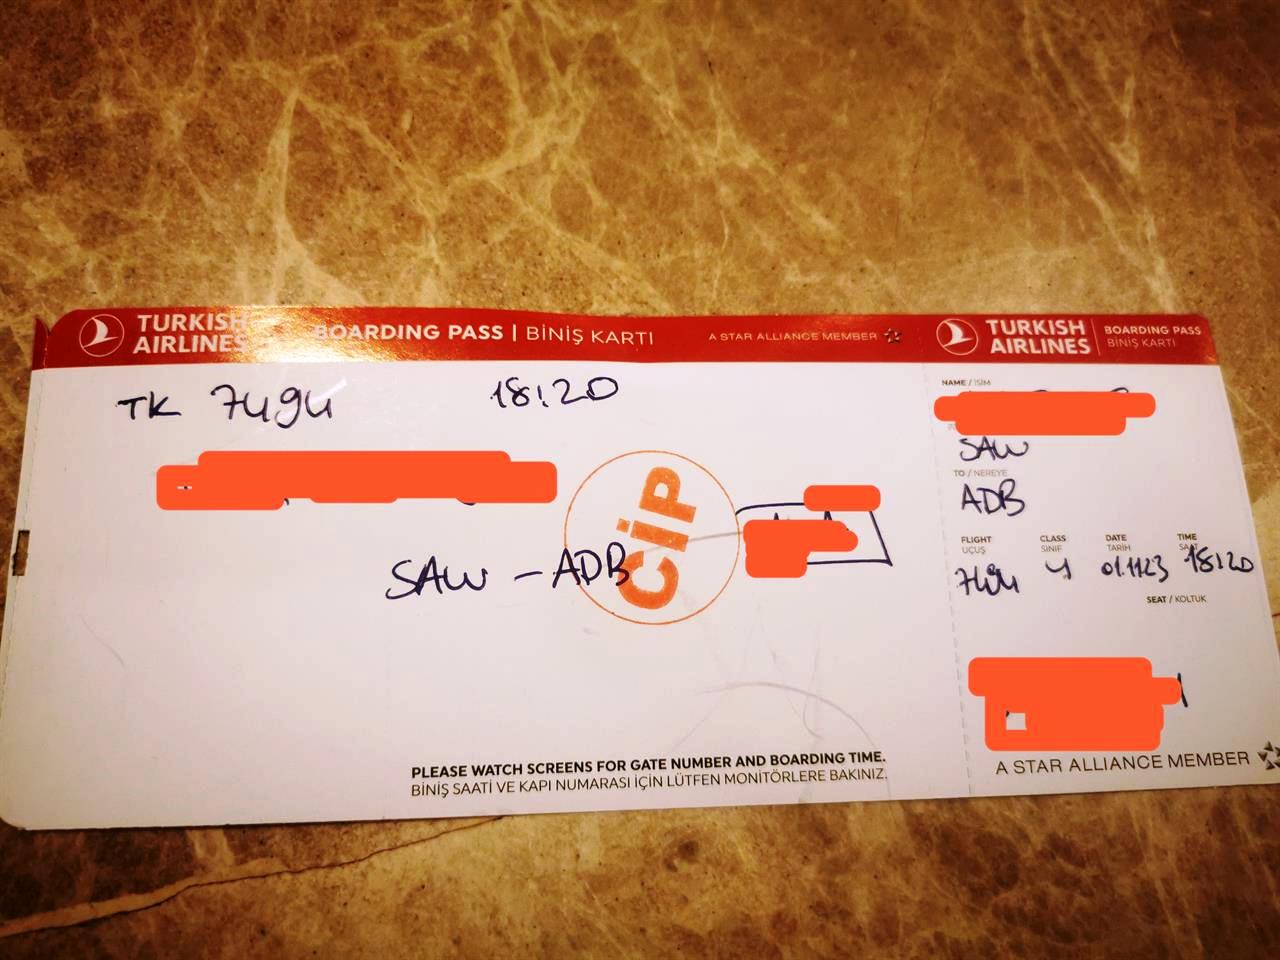 TURKISH
AIRLINES
BOARDING PASS | BİNİŞ KARTI
A STAR ALLIANCE MEMBER
TK 7494 18:20
CİP
SAW - ADB
PLEASE WATCH SCREENS FOR GATE NUMBER AND BOARDING TIME.
BİNİŞ SAATİ VE KAPI NUMARASI İÇİN LÜTFEN MONİTÖRLERE BAKINIZ.
TURKISH
AIRLINES
BOARDING PASS
BİNİŞ KARTI
NAME / İSİM
SAW
TO / NEREYE
ADB
FLIGHT CLASS DATE TIME
UÇUŞ SINIF TARİH SAAT
01.11.23 18:20
SEAT / KOLTUK
A STAR ALLIANCE MEMBER